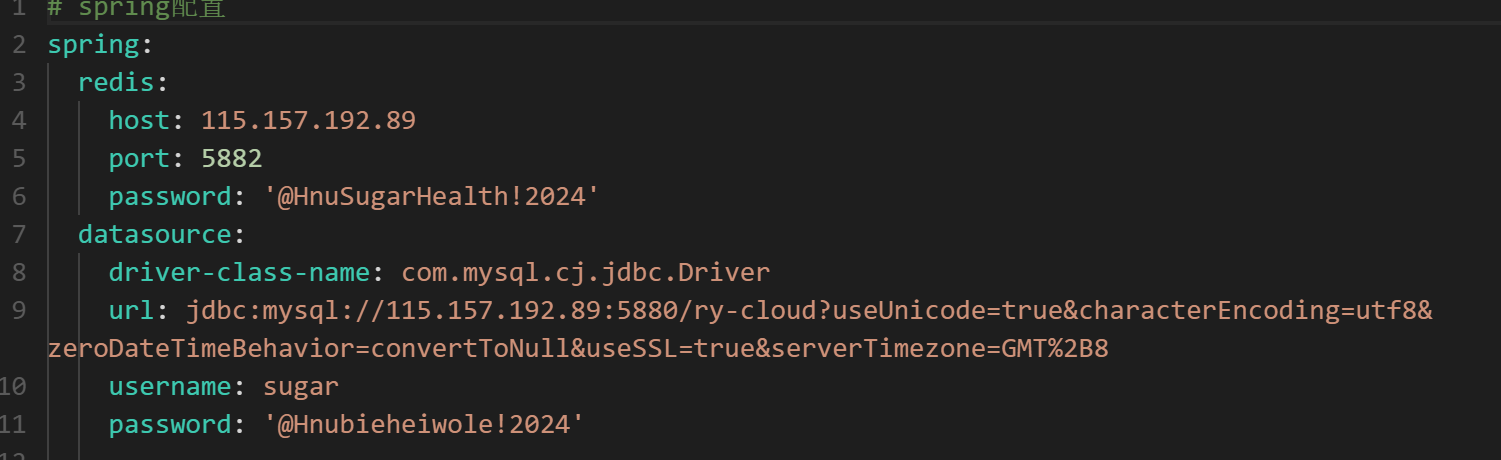 1 # spring配置
2 spring:
3 redis:
4 host: 115.157.192.89
5 port: 5882
6 password: '@HnuSugarHealth!2024'
7 datasource:
8 driver-class-name: com.mysql.cj.jdbc.Driver
9 url: jdbc:mysql://115.157.192.89:5880/ry-cloud?useUnicode=true&characterEncoding=utf8&
zeroDateTimeBehavior=convertToNull&useSSL=true&serverTimezone=GMT%2B8
10 username: sugar
11 password: '@Hnubieheiwole!2024'